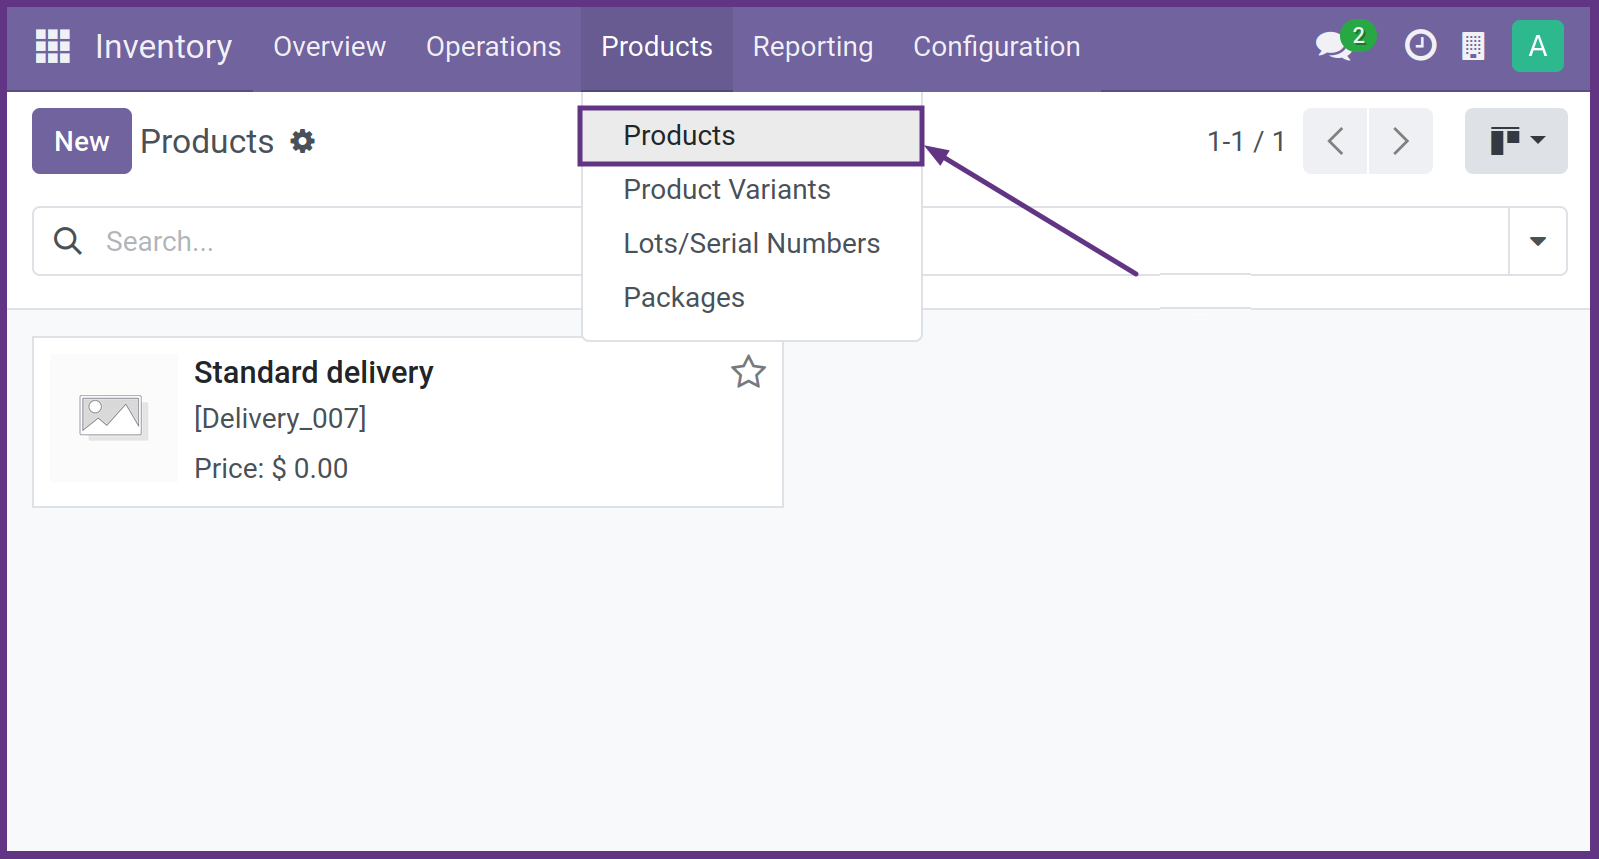 Inventory Overview Operations Products Reporting Configuration 2 A
New Products 1-1 / 1
Search...
Products
Product Variants
Lots/Serial Numbers
Packages
Standard delivery
[Delivery_007]
Price: $ 0.00